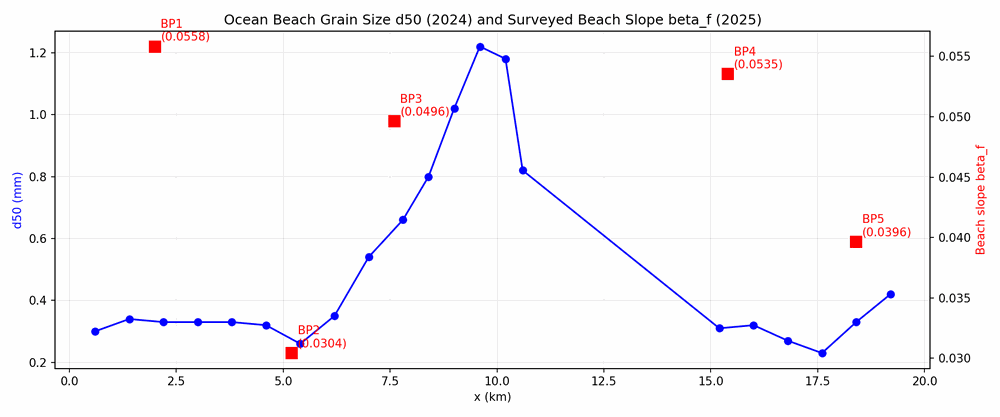 Ocean Beach Grain Size d50 (2024) and Surveyed Beach Slope beta_f (2025)
BP1
(0.0558)
BP4
(0.0535)
BP3
(0.0496)
BP5
(0.0396)
BP2
(0.0304)
d50 (mm)
1.2
1.0
0.8
0.6
0.4
0.2
0.055
0.050
0.045
0.040
0.035
0.030
Beach slope beta_f
0.0
2.5
5.0
7.5
10.0
12.5
15.0
17.5
20.0
x (km)